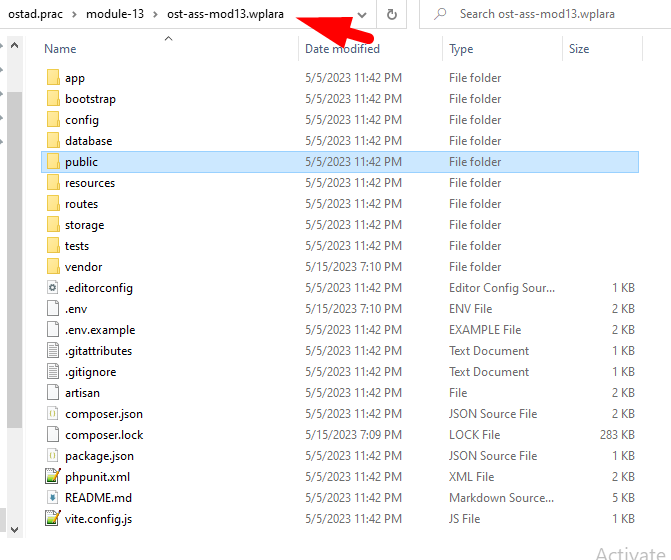 ostad.prac > module-13 > ost-ass-mod13.wplara Search ost-ass-mod13.wplara
Name Date modified Type Size
app 5/5/2023 11:42 PM File folder
bootstrap 5/5/2023 11:42 PM File folder
config 5/5/2023 11:42 PM File folder
database 5/5/2023 11:42 PM File folder
public 5/5/2023 11:42 PM File folder
resources 5/5/2023 11:42 PM File folder
routes 5/5/2023 11:42 PM File folder
storage 5/5/2023 11:42 PM File folder
tests 5/5/2023 11:42 PM File folder
vendor 5/15/2023 7:10 PM File folder
.editorconfig 5/5/2023 11:42 PM Editor Config Sour... 1 KB
.env 5/15/2023 7:10 PM ENV File 2 KB
.env.example 5/5/2023 11:42 PM EXAMPLE File 2 KB
.gitattributes 5/5/2023 11:42 PM Text Document 1 KB
.gitignore 5/5/2023 11:42 PM Text Document 1 KB
artisan 5/5/2023 11:42 PM File 2 KB
composer.json 5/5/2023 11:42 PM JSON Source File 2 KB
composer.lock 5/15/2023 7:09 PM LOCK File 283 KB
package.json 5/5/2023 11:42 PM JSON Source File 1 KB
phpunit.xml 5/5/2023 11:42 PM XML File 2 KB
README.md 5/5/2023 11:42 PM Markdown Source... 5 KB
vite.config.js 5/5/2023 11:42 PM JS File 1 KB
Activate